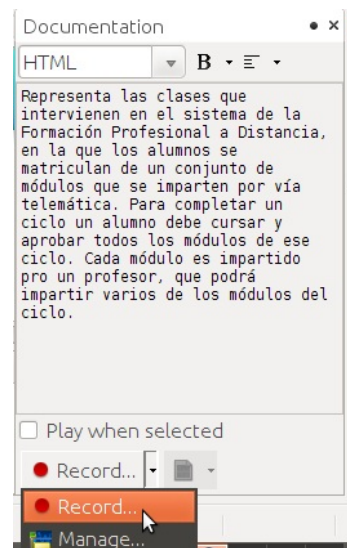 Documentation
HTML B
Representa las clases que
intervienen en el sistema de la
Formación Profesional a Distancia,
en la que los alumnos se
matriculan de un conjunto de
módulos que se imparten por vía
telemática. Para completar un
ciclo un alumno debe cursar y
aprobar todos los módulos de ese
ciclo. Cada módulo es impartido
pro un profesor, que podrá
impartir varios de los módulos del
ciclo.
Play when selected
Record...
Record...
Manage...